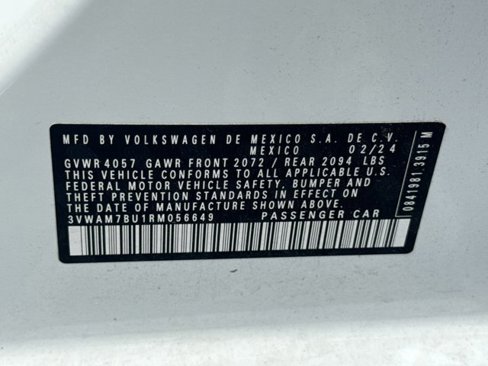 MFD BY VOLKSWAGEN DE MEXICO S.A. DE C.V.
MEXICO 02/24
GVWR 4057 GAWR FRONT 2072 / REAR 2094 LBS
THIS VEHICLE CONFORMS TO ALL APPLICABLE U.S.
FEDERAL MOTOR VEHICLE SAFETY, BUMPER AND
THEFT PREVENTION STANDARDS IN EFFECT ON
THE DATE OF MANUFACTURE SHOWN ABOVE.
3VWAM7BU1RM056649 PASSENGER CAR
0841981.3915 M